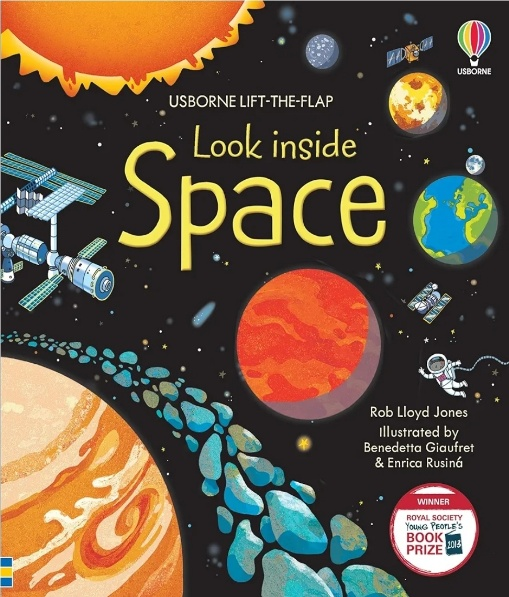 USBORNE
USBORNE LIFT-THE-FLAP
Look inside
Space
Rob Lloyd Jones
Illustrated by
Benedetta Giaufret
& Enrica Rusiná
WINNER
ROYAL SOCIETY
YOUNG PEOPLE'S
BOOK
PRIZE 2013